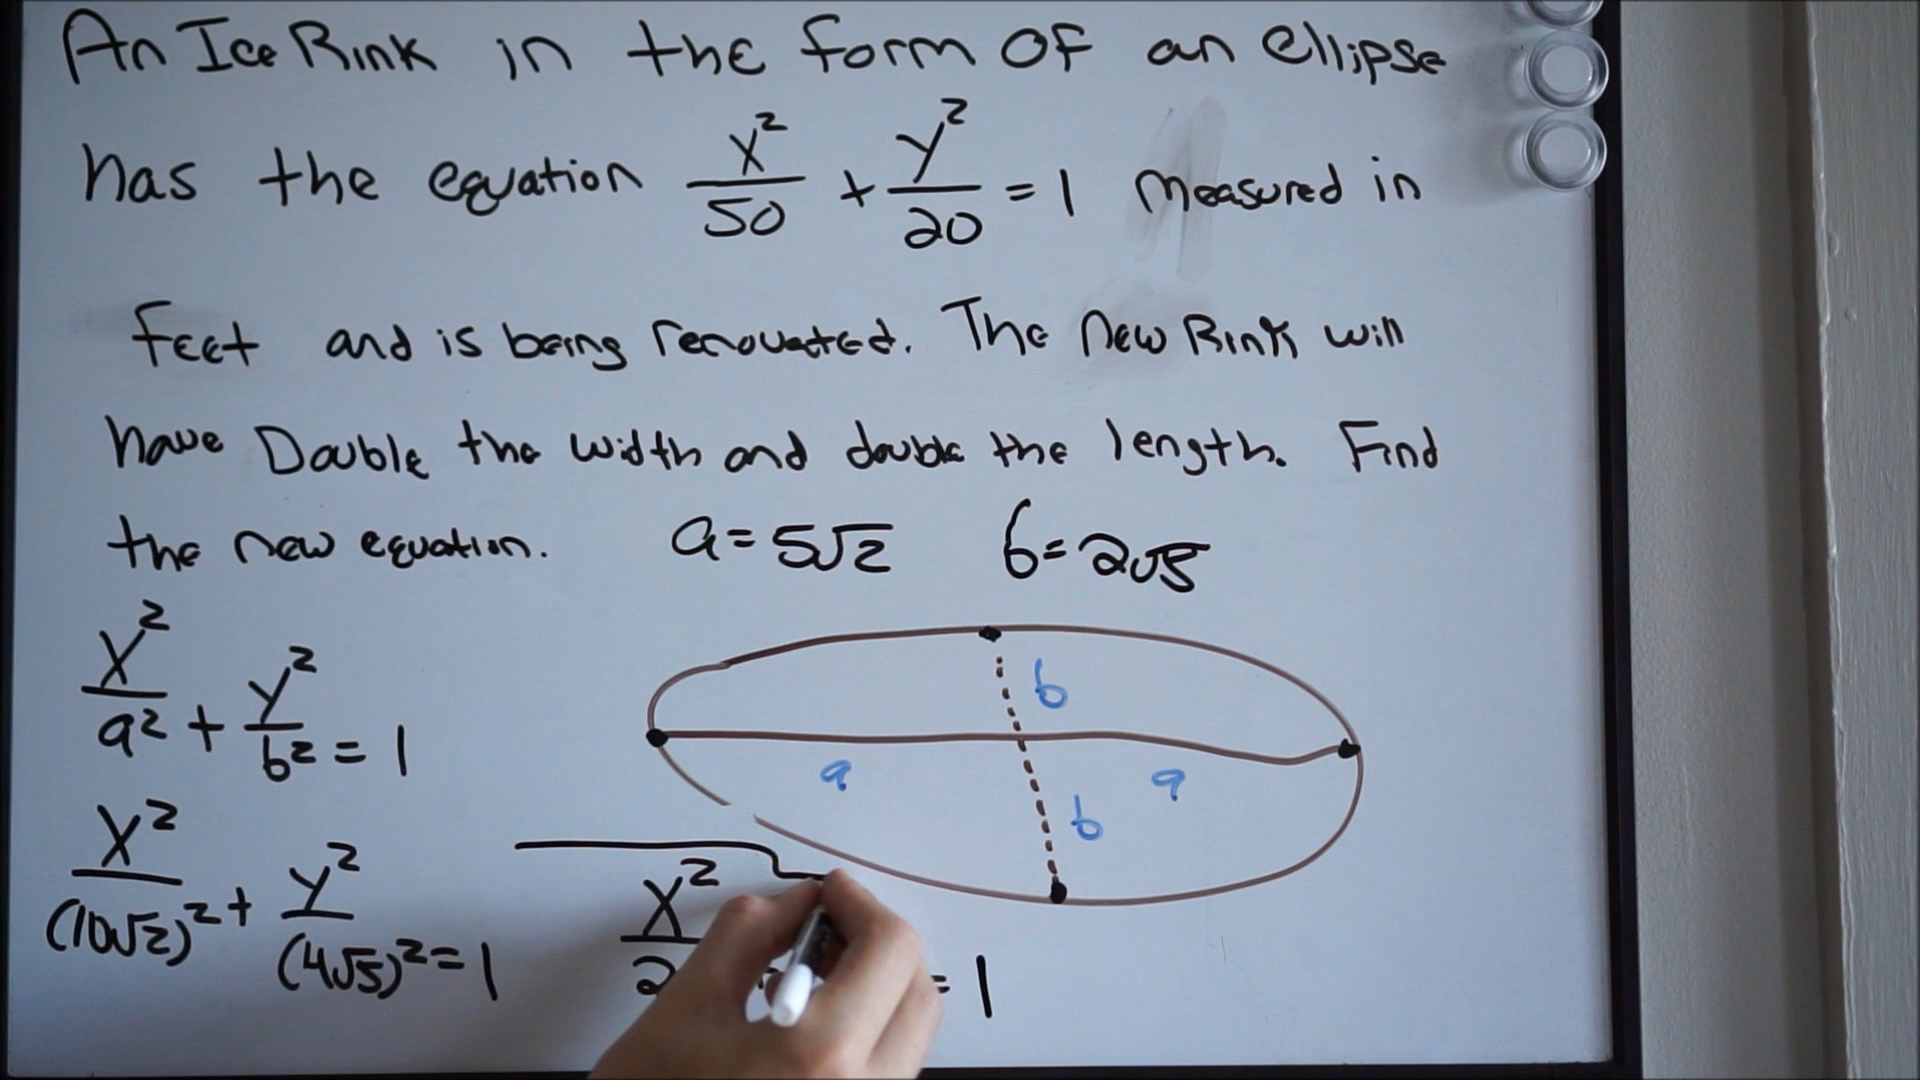 An Ice Rink in the form OF an ellipse
has the equation x²/50 + y²/20 = 1 Measured in
feet and is being renovated. The New Rink will
have Double the width and double the length. Find
the new equation. a = 5√2 b = 2√5
x²/a² + y²/b² = 1
b
a a
b
x²/(10√2)² + y²/(4√5)² = 1
x²/2 = 1